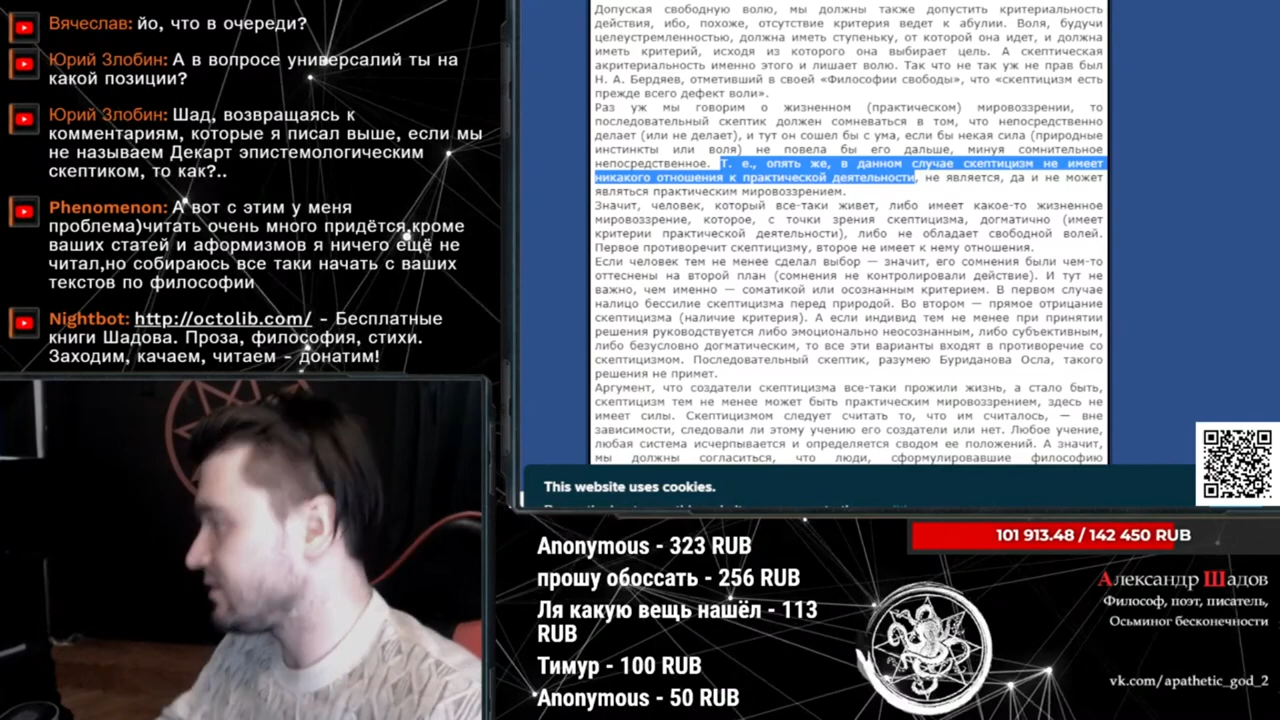 Вячеслав: йо, что в очереди?
Юрий Злобин: А в вопросе универсалий ты на
какой позиции?
Юрий Злобин: Шад, возвращаясь к
комментариям, которые я писал выше, если мы
не называем Декарт эпистемологическим
скептиком, то как?..
Phenomenon: А вот с этим у меня
проблема)читать очень много придётся,кроме
ваших статей и аформизмов я ничего ещё не
читал,но собираюсь все таки начать с ваших
текстов по философии
Nightbot: http://octolib.com/ - Бесплатные
книги Шадова. Проза, философия, стихи.
Заходим, качаем, читаем - донатим!
Допуская свободную волю, мы должны также допустить критериальность
действия, ибо, похоже, отсутствие критерия ведет к абулии. Воля, будучи
целеустремленностью, должна иметь ступеньку, от которой она идет, и должна
иметь критерий, исходя из которого она выбирает цель. А скептическая
акритериальность именно этого и лишает волю. Так что не так уж не прав был
Н. А. Бердяев, отметивший в своей «Философии свободы», что «скептицизм есть
прежде всего дефект воли».
Раз уж мы говорим о жизненном (практическом) мировоззрении, то
последовательный скептик должен сомневаться в том, что непосредственно
делает (или не делает), и тут он сошел бы с ума, если бы некая сила (природные
инстинкты или воля) не повела бы его дальше, минуя сомнительное
непосредственное. Т. е., опять же, в данном случае скептицизм не имеет
никакого отношения к практической деятельности, не является, да и не может
являться практическим мировоззрением.
Значит, человек, который все-таки живет, либо имеет какое-то жизненное
мировоззрение, которое, с точки зрения скептицизма, догматично (имеет
критерии практической деятельности), либо не обладает свободной волей.
Первое противоречит скептицизму, второе не имеет к нему отношения.
Если человек тем не менее сделал выбор — значит, его сомнения были чем-то
оттеснены на второй план (сомнения не контролировали действие). И тут не
важно, чем именно — соматикой или осознанным критерием. В первом случае
налицо бессилие скептицизма перед природой. Во втором — прямое отрицание
скептицизма (наличие критерия). А если индивид тем не менее при принятии
решения руководствуется либо эмоционально неосознанным, либо субъективным,
либо безусловно догматическим, то все эти варианты входят в противоречие со
скептицизмом. Последовательный скептик, разумею Буриданова Осла, такого
решения не примет.
Аргумент, что создатели скептицизма все-таки прожили жизнь, а стало быть,
скептицизм тем не менее может быть практическим мировоззрением, здесь не
имеет силы. Скептицизмом следует считать то, что им считалось, — вне
зависимости, следовали ли этому учению его создатели или нет. Любое учение,
любая система исчерпывается и определяется сводом ее положений. А значит,
мы должны согласиться, что люди, сформулировавшие философию
This website uses cookies.
101 913.48 / 142 450 RUB
Anonymous - 323 RUB
прошу обоссать - 256 RUB
Ля какую вещь нашёл - 113
RUB
Тимур - 100 RUB
Anonymous - 50 RUB
Александр Шадов
Философ, поэт, писатель,
Осьминог бесконечности
vk.com/apathetic_god_2